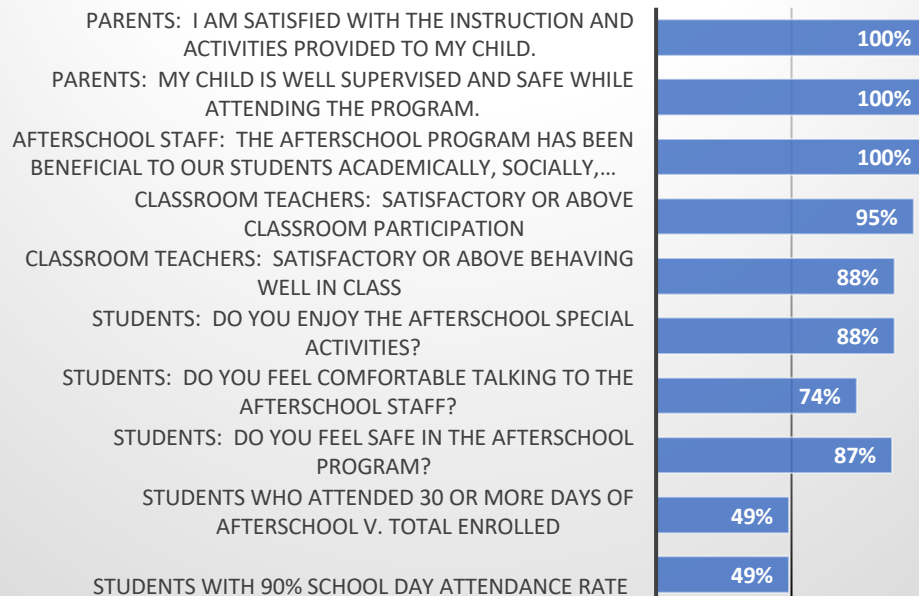 PARENTS: I AM SATISFIED WITH THE INSTRUCTION AND
ACTIVITIES PROVIDED TO MY CHILD.
100%
PARENTS: MY CHILD IS WELL SUPERVISED AND SAFE WHILE
ATTENDING THE PROGRAM.
100%
AFTERSCHOOL STAFF: THE AFTERSCHOOL PROGRAM HAS BEEN
BENEFICIAL TO OUR STUDENTS ACADEMICALLY, SOCIALLY,…
100%
CLASSROOM TEACHERS: SATISFACTORY OR ABOVE
CLASSROOM PARTICIPATION
95%
CLASSROOM TEACHERS: SATISFACTORY OR ABOVE BEHAVING
WELL IN CLASS
88%
STUDENTS: DO YOU ENJOY THE AFTERSCHOOL SPECIAL
ACTIVITIES?
88%
STUDENTS: DO YOU FEEL COMFORTABLE TALKING TO THE
AFTERSCHOOL STAFF?
74%
STUDENTS: DO YOU FEEL SAFE IN THE AFTERSCHOOL
PROGRAM?
87%
STUDENTS WHO ATTENDED 30 OR MORE DAYS OF
AFTERSCHOOL V. TOTAL ENROLLED
49%
STUDENTS WITH 90% SCHOOL DAY ATTENDANCE RATE
49%